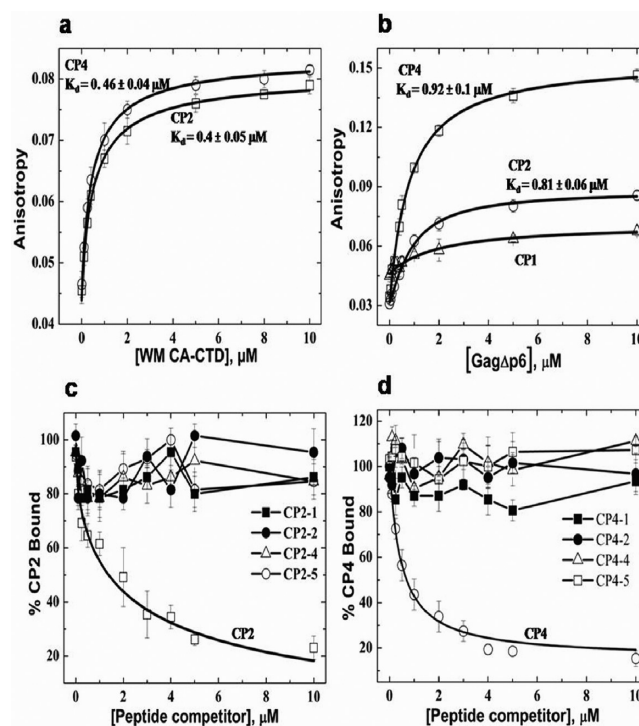 a
Anisotropy
0.08
0.07
0.06
0.05
0.04
CP4
Kd = 0.46 ± 0.04 µM
CP2
Kd = 0.4 ± 0.05 µM
0 2 4 6 8 10
[WM CA-CTD], µM
b
Anisotropy
0.15
0.12
0.09
0.06
0.03
CP4
Kd = 0.92 ± 0.1 µM
CP2
Kd = 0.81 ± 0.06 µM
CP1
0 2 4 6 8 10
[GagΔp6], µM
c
% CP2 Bound
100
80
60
40
20
CP2-1
CP2-2
CP2-4
CP2-5
CP2
0 2 4 6 8 10
[Peptide competitor], µM
d
% CP4 Bound
120
100
80
60
40
20
CP4-1
CP4-2
CP4-4
CP4-5
CP4
0 2 4 6 8 10
[Peptide competitor], µM